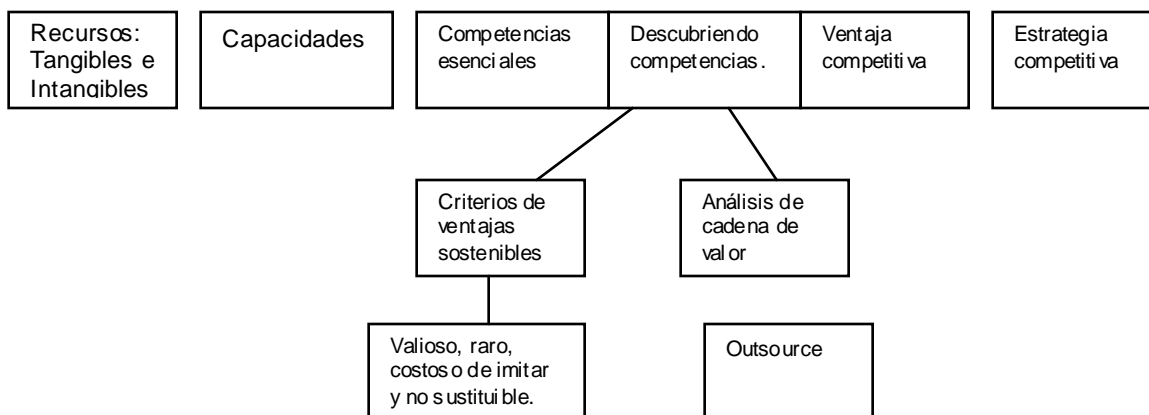 Recursos:
Tangibles e
Intangibles
Capacidades
Competencias
esenciales
Descubriendo
competencias.
Ventaja
competitiva
Estrategia
competitiva
Criterios de
ventajas
sostenibles
Análisis de
cadena de
valor
Valioso, raro,
costoso de imitar
y no sustituible.
Outsource